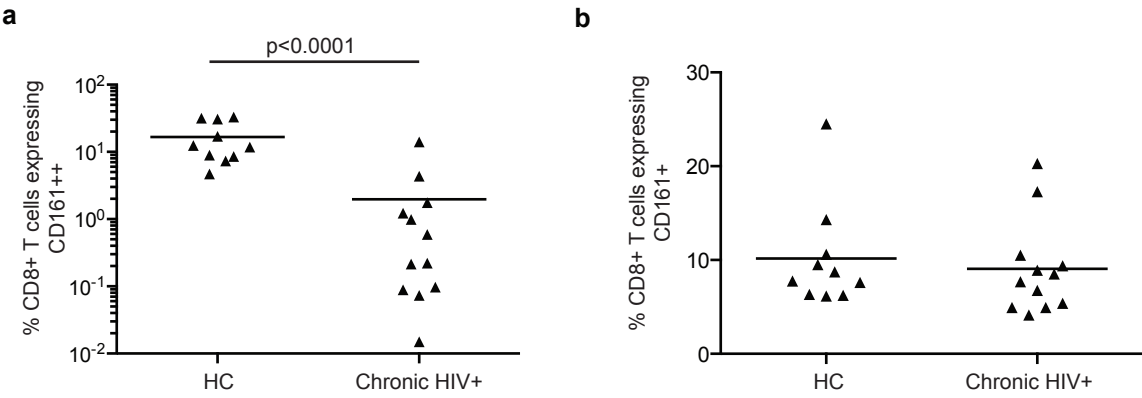 a
p<0.0001
% CD8+ T cells expressing
CD161++
10²
10¹
10⁰
10⁻¹
10⁻²
HC
Chronic HIV+
b
% CD8+ T cells expressing
CD161+
30
20
10
0
HC
Chronic HIV+